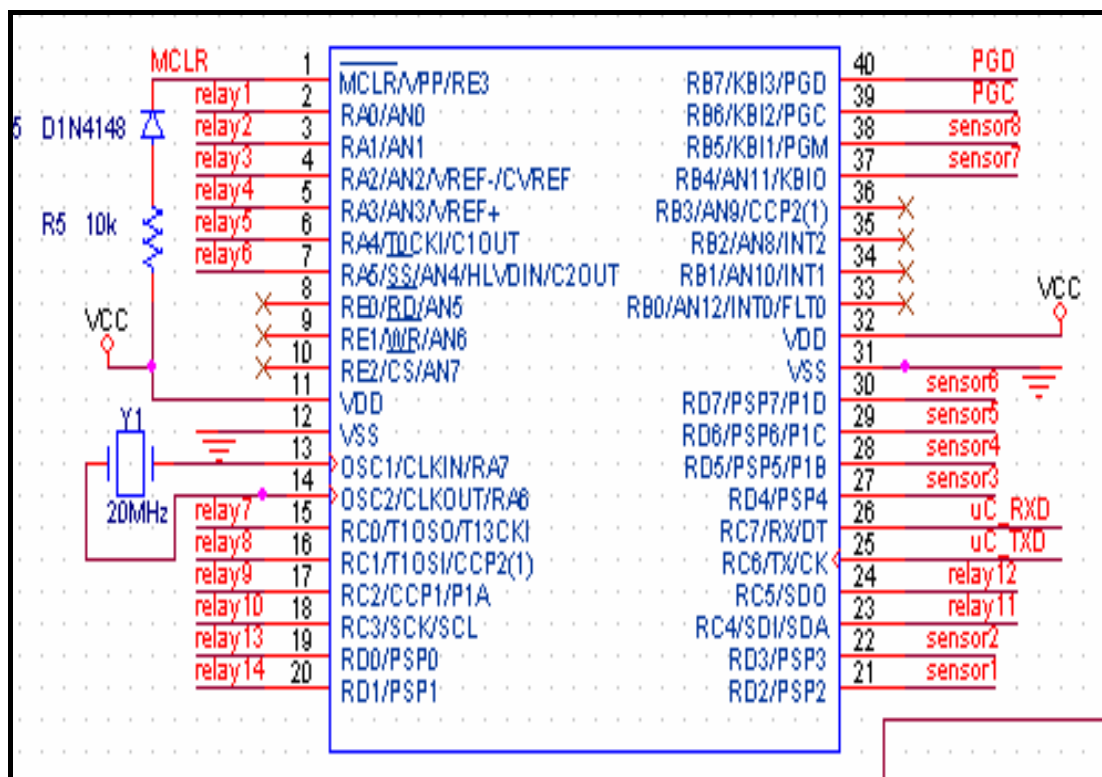 MCLR
1
MCLR/VPP/RE3
RB7/KBI3/PGD
40
PGD
relay1
2
RA0/AN0
RB6/KBI2/PGC
39
PGC
5 D1N4148
relay2
3
RA1/AN1
RB5/KBI1/PGM
38
sensor8
relay3
4
RA2/AN2/VREF-/CVREF
RB4/AN11/KBI0
37
sensor7
relay4
5
RA3/AN3/VREF+
RB3/AN9/CCP2(1)
36
R5 10k
relay5
6
RA4/T0CKI/C1OUT
RB2/AN8/INT2
35
relay6
7
RA5/SS/AN4/HLVDIN/C2OUT
RB1/AN10/INT1
34
8
RE0/RD/AN5
RB0/AN12/INT0/FLT0
33
VCC
VCC
9
RE1/WR/AN6
VDD
32
10
RE2/CS/AN7
VSS
31
11
VDD
RD7/PSP7/P1D
30
sensor6
Y1
12
VSS
RD6/PSP6/P1C
29
sensor5
13
OSC1/CLKIN/RA7
RD5/PSP5/P1B
28
sensor4
20MHz
14
OSC2/CLKOUT/RA6
RD4/PSP4
27
sensor3
relay7
15
RC0/T1OSO/T13CKI
RC7/RX/DT
26
uC_RXD
relay8
16
RC1/T1OSI/CCP2(1)
RC6/TX/CK
25
uC_TXD
relay9
17
RC2/CCP1/P1A
RC5/SDO
24
relay12
relay10
18
RC3/SCK/SCL
RC4/SDI/SDA
23
relay11
relay13
19
RD0/PSP0
RD3/PSP3
22
sensor2
relay14
20
RD1/PSP1
RD2/PSP2
21
sensor1